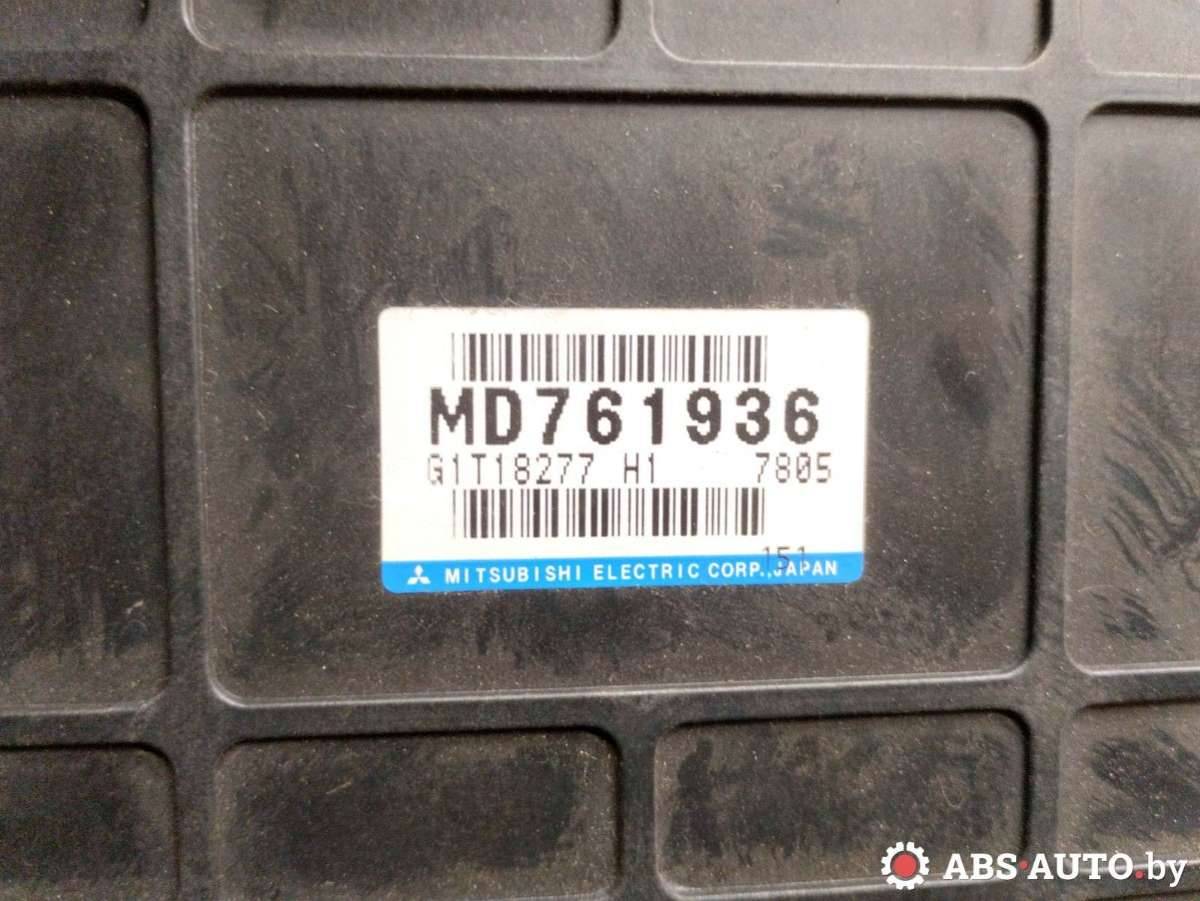 MD761936
G1T18277 H1 7805
151
MITSUBISHI ELECTRIC CORP.,JAPAN
ABS-AUTO.by